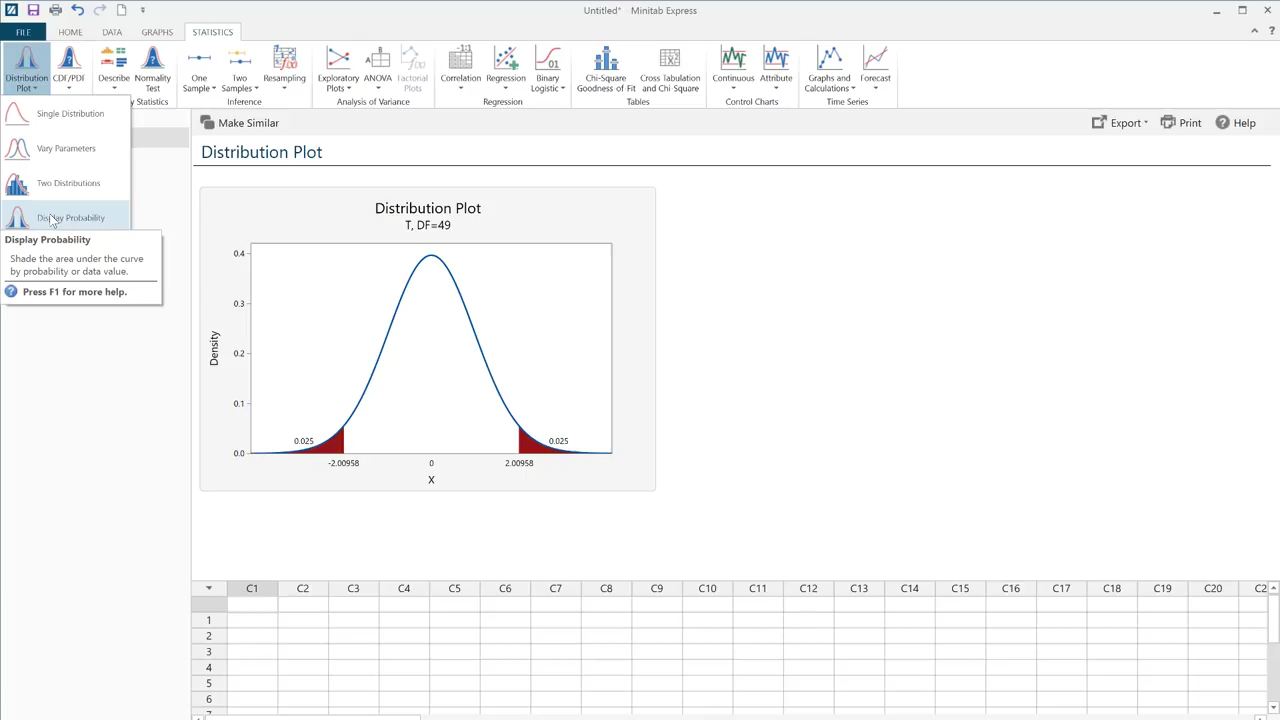 Untitled* - Minitab Express
FILE HOME DATA GRAPHS STATISTICS
Distribution Plot
CDF/PDF
Describe
Normality Test
One Sample
Two Samples
Resampling
Exploratory Plots
ANOVA
Factorial Plots
Correlation
Regression
Binary Logistic
Chi-Square Goodness of Fit
Cross Tabulation and Chi-Square
Continuous
Attribute
Graphs and Calculations
Forecast
y Statistics
Inference
Analysis of Variance
Regression
Tables
Control Charts
Time Series
Single Distribution
Vary Parameters
Two Distributions
Display Probability
Display Probability
Shade the area under the curve
by probability or data value.
Press F1 for more help.
Make Similar
Export
Print
Help
Distribution Plot
Distribution Plot
T, DF=49
0.4
0.3
0.2
0.1
0.0
Density
0.025
0.025
-2.00958 0 2.00958
X
C1 C2 C3 C4 C5 C6 C7 C8 C9 C10 C11 C12 C13 C14 C15 C16 C17 C18 C19 C20 C2
1
2
3
4
5
6
7